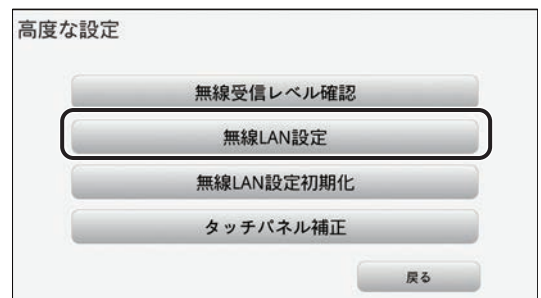 高度な設定
無線受信レベル確認
無線LAN設定
無線LAN設定初期化
タッチパネル補正
戻る